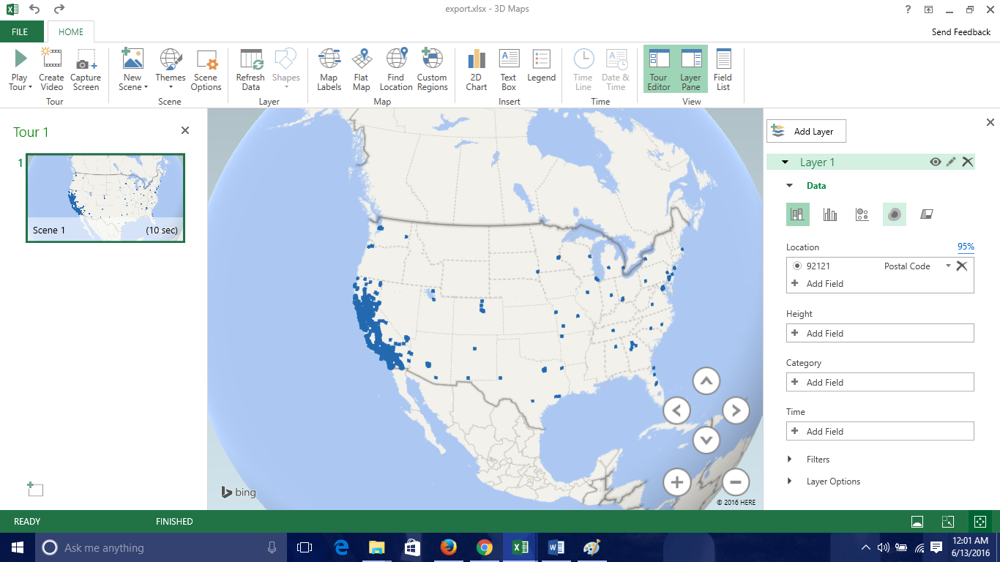 export.xlsx - 3D Maps
?
FILE
HOME
Send Feedback
Play Tour
Create Video
Capture Screen
Tour
New Scene
Themes
Scene Options
Scene
Refresh Data
Shapes
Layer
Map Labels
Flat Map
Find Location
Custom Regions
Map
2D Chart
Text Box
Legend
Insert
Time Line
Date & Time
Time
Tour Editor
Layer Pane
Field List
View
Tour 1
1
Scene 1
(10 sec)
bing
© 2016 HERE
Add Layer
Layer 1
Data
Location
95%
92121
Postal Code
Add Field
Height
Add Field
Category
Add Field
Time
Add Field
Filters
Layer Options
READY
FINISHED
Ask me anything
12:01 AM
6/13/2016